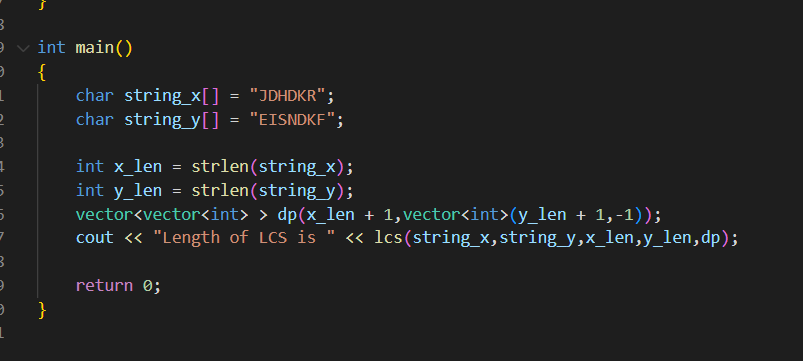 }
int main()
{
char string_x[] = "JDHDKR";
char string_y[] = "EISNDKF";
int x_len = strlen(string_x);
int y_len = strlen(string_y);
vector<vector<int> > dp(x_len + 1,vector<int>(y_len + 1,-1));
cout << "Length of LCS is " << lcs(string_x,string_y,x_len,y_len,dp);
return 0;
}